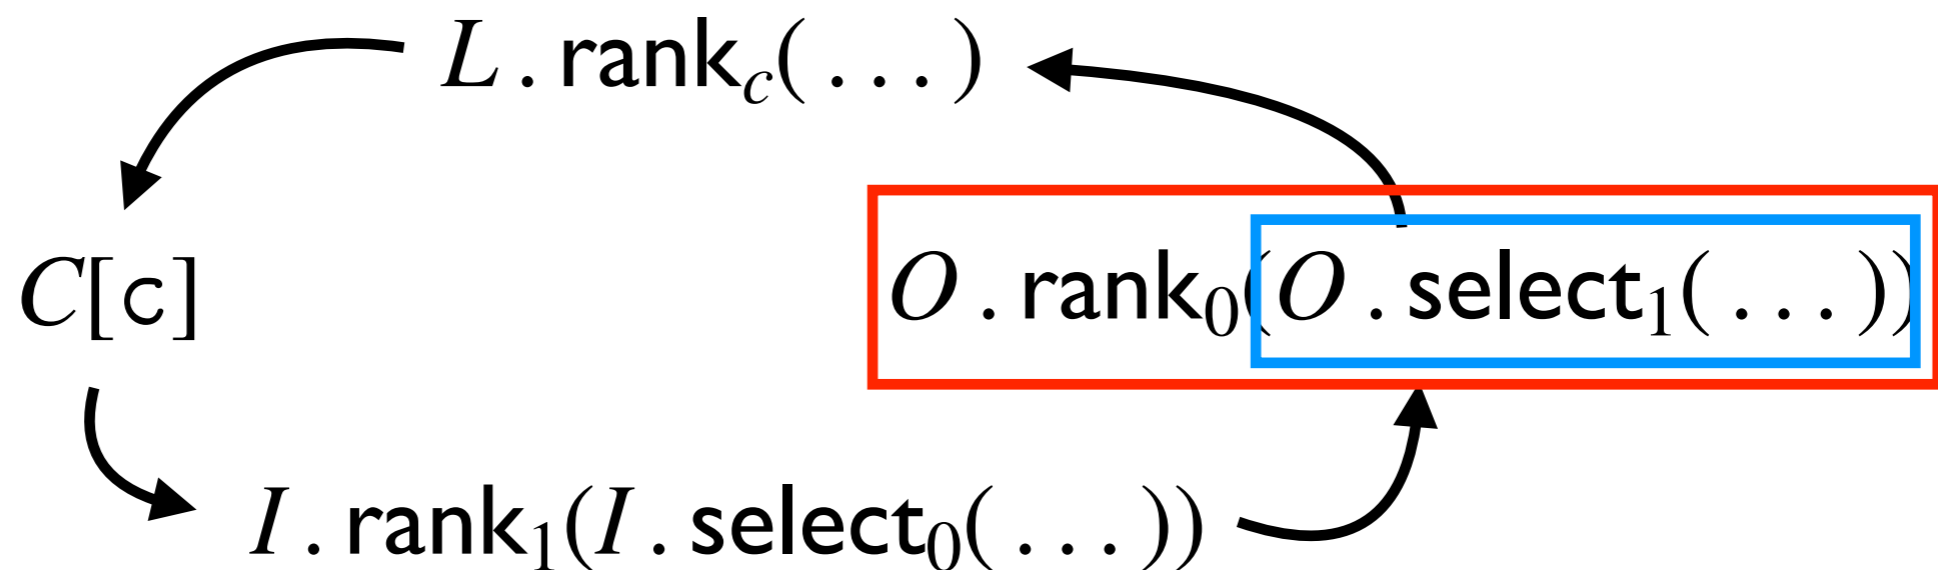 L . rank_c(...)
C[c]
O . rank_0(O . select_1(...))
I . rank_1(I . select_0(...))